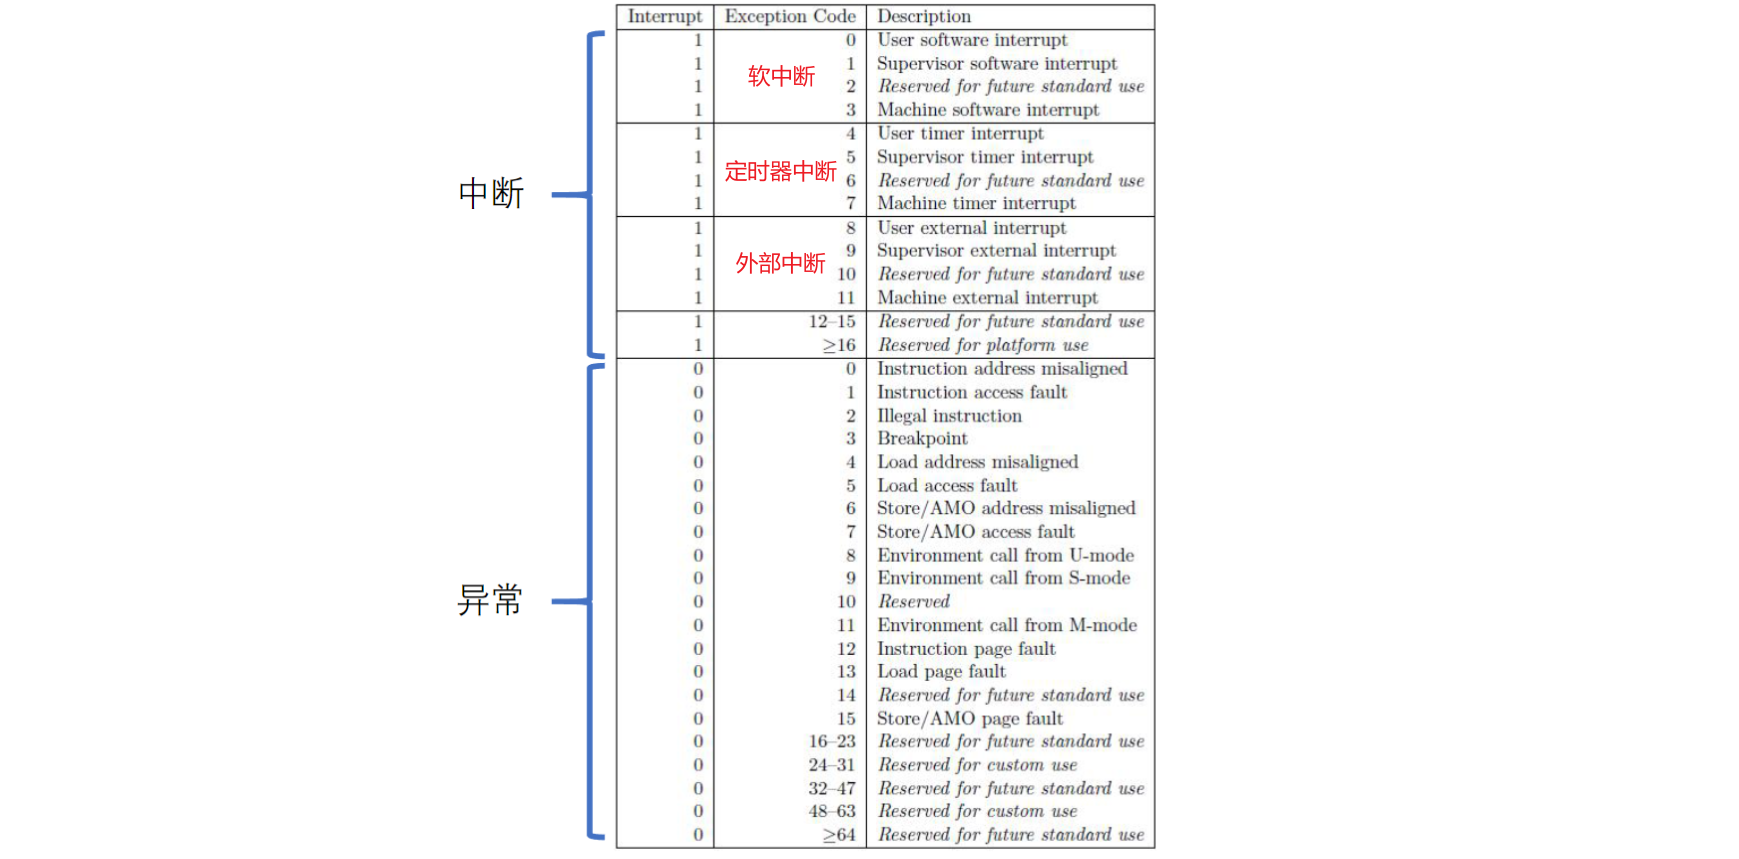 Interrupt Exception Code Description
1 0 User software interrupt
1 1 Supervisor software interrupt
软中断
1 2 Reserved for future standard use
1 3 Machine software interrupt
1 4 User timer interrupt
1 5 Supervisor timer interrupt
定时器中断
1 6 Reserved for future standard use
1 7 Machine timer interrupt
中断
1 8 User external interrupt
1 9 Supervisor external interrupt
外部中断
1 10 Reserved for future standard use
1 11 Machine external interrupt
1 12–15 Reserved for future standard use
1 ≥16 Reserved for platform use
0 0 Instruction address misaligned
0 1 Instruction access fault
0 2 Illegal instruction
0 3 Breakpoint
0 4 Load address misaligned
0 5 Load access fault
0 6 Store/AMO address misaligned
0 7 Store/AMO access fault
0 8 Environment call from U-mode
0 9 Environment call from S-mode
异常
0 10 Reserved
0 11 Environment call from M-mode
0 12 Instruction page fault
0 13 Load page fault
0 14 Reserved for future standard use
0 15 Store/AMO page fault
0 16–23 Reserved for future standard use
0 24–31 Reserved for custom use
0 32–47 Reserved for future standard use
0 48–63 Reserved for custom use
0 ≥64 Reserved for future standard use